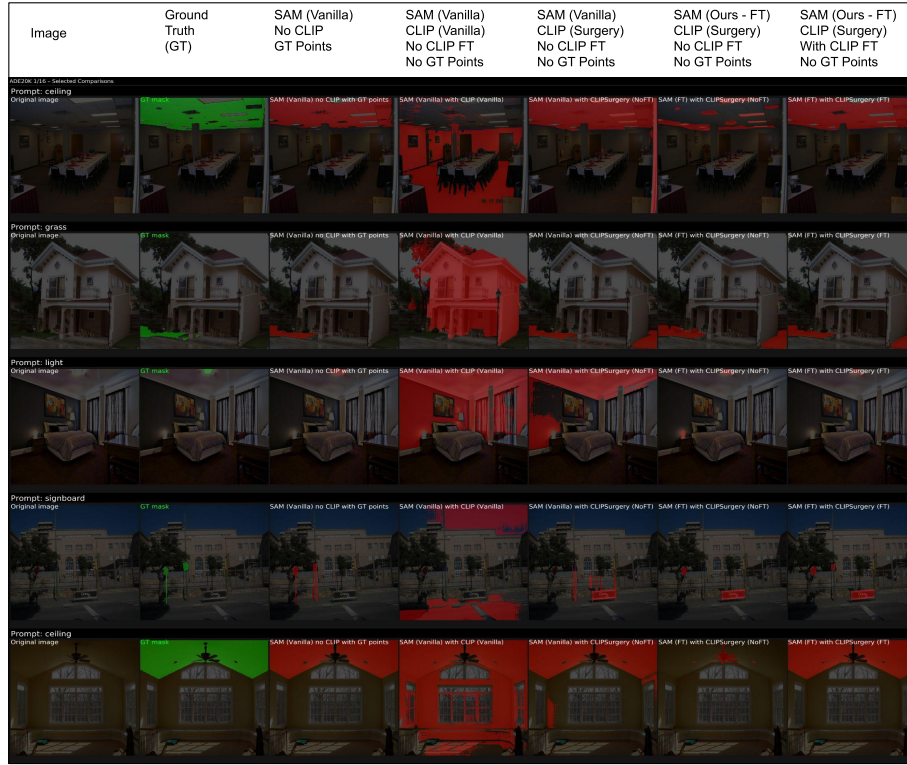 Image
Ground
Truth
(GT)
SAM (Vanilla)
No CLIP
GT Points
SAM (Vanilla)
CLIP (Vanilla)
No CLIP FT
No GT Points
SAM (Vanilla)
CLIP (Surgery)
No CLIP FT
No GT Points
SAM (Ours - FT)
CLIP (Surgery)
No CLIP FT
No GT Points
SAM (Ours - FT)
CLIP (Surgery)
With CLIP FT
No GT Points
ADE20K 1/16 – Selected Comparisons
Prompt: ceiling
Original image GT mask SAM (Vanilla) no CLIP with GT points SAM (Vanilla) with CLIP (Vanilla) SAM (Vanilla) with CLIPSurgery (NoFT) SAM (FT) with CLIPSurgery (NoFT) SAM (FT) with CLIPSurgery (FT)
Prompt: grass
Original image GT mask SAM (Vanilla) no CLIP with GT points SAM (Vanilla) with CLIP (Vanilla) SAM (Vanilla) with CLIPSurgery (NoFT) SAM (FT) with CLIPSurgery (NoFT) SAM (FT) with CLIPSurgery (FT)
Prompt: light
Original image GT mask SAM (Vanilla) no CLIP with GT points SAM (Vanilla) with CLIP (Vanilla) SAM (Vanilla) with CLIPSurgery (NoFT) SAM (FT) with CLIPSurgery (NoFT) SAM (FT) with CLIPSurgery (FT)
Prompt: signboard
Original image GT mask SAM (Vanilla) no CLIP with GT points SAM (Vanilla) with CLIP (Vanilla) SAM (Vanilla) with CLIPSurgery (NoFT) SAM (FT) with CLIPSurgery (NoFT) SAM (FT) with CLIPSurgery (FT)
Prompt: ceiling
Original image GT mask SAM (Vanilla) no CLIP with GT points SAM (Vanilla) with CLIP (Vanilla) SAM (Vanilla) with CLIPSurgery (NoFT) SAM (FT) with CLIPSurgery (NoFT) SAM (FT) with CLIPSurgery (FT)